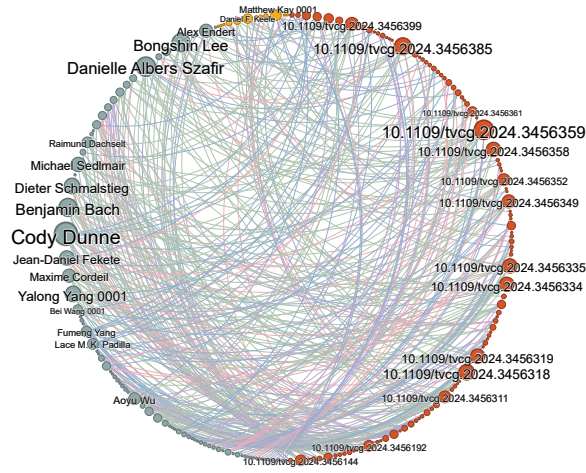 Matthew Kay 0001
Daniel F. Keefe
Alex Endert
Bongshin Lee
Danielle Albers Szafir
Raimund Dachselt
Michael Sedlmair
Dieter Schmalstieg
Benjamin Bach
Cody Dunne
Jean-Daniel Fekete
Maxime Cordeil
Yalong Yang 0001
Bei Wang 0001
Fumeng Yang
Lace M. K. Padilla
Aoyu Wu
10.1109/tvcg.2024.3456399
10.1109/tvcg.2024.3456385
10.1109/tvcg.2024.3456361
10.1109/tvcg.2024.3456359
10.1109/tvcg.2024.3456358
10.1109/tvcg.2024.3456352
10.1109/tvcg.2024.3456349
10.1109/tvcg.2024.3456335
10.1109/tvcg.2024.3456334
10.1109/tvcg.2024.3456319
10.1109/tvcg.2024.3456318
10.1109/tvcg.2024.3456311
10.1109/tvcg.2024.3456192
10.1109/tvcg.2024.3456144